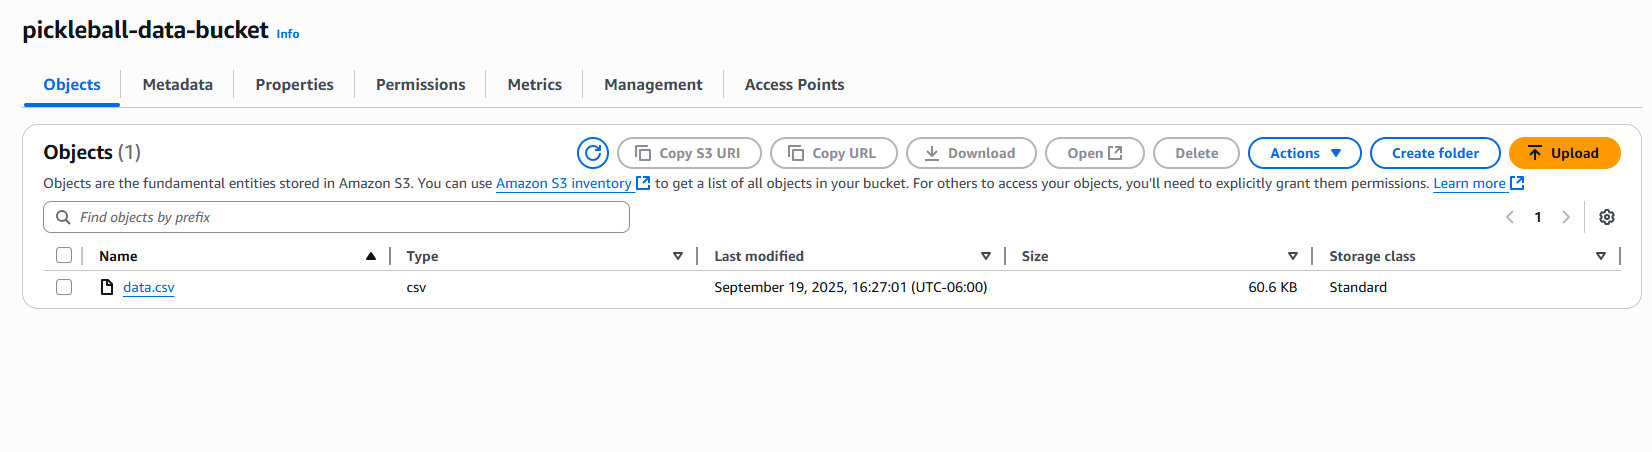 pickleball-data-bucket Info
Objects Metadata Properties Permissions Metrics Management Access Points
Objects (1) Copy S3 URI Copy URL Download Open Delete Actions Create folder Upload
Objects are the fundamental entities stored in Amazon S3. You can use Amazon S3 inventory to get a list of all objects in your bucket. For others to access your objects, you'll need to explicitly grant them permissions. Learn more
Find objects by prefix 1
Name Type Last modified Size Storage class
data.csv csv September 19, 2025, 16:27:01 (UTC-06:00) 60.6 KB Standard